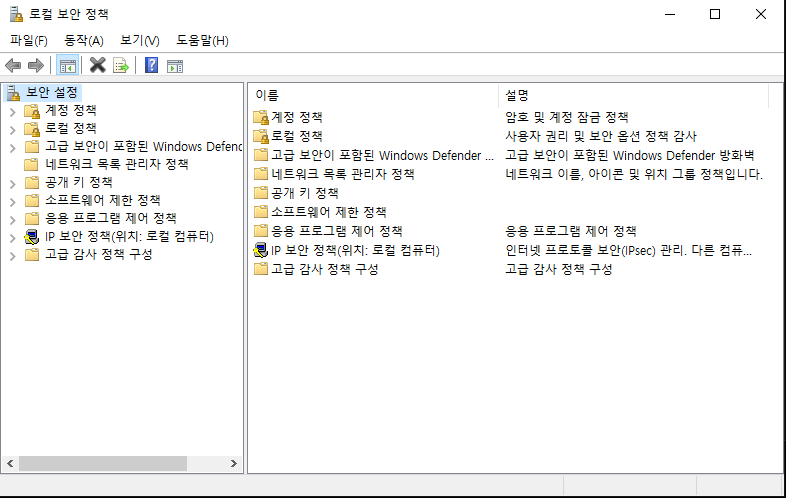 로컬 보안 정책
파일(F) 동작(A) 보기(V) 도움말(H)
보안 설정
계정 정책
로컬 정책
고급 보안이 포함된 Windows Defenc
네트워크 목록 관리자 정책
공개 키 정책
소프트웨어 제한 정책
응용 프로그램 제어 정책
IP 보안 정책(위치: 로컬 컴퓨터)
고급 감사 정책 구성
이름 설명
계정 정책 암호 및 계정 잠금 정책
로컬 정책 사용자 권리 및 보안 옵션 정책 감사
고급 보안이 포함된 Windows Defender ... 고급 보안이 포함된 Windows Defender 방화벽
네트워크 목록 관리자 정책 네트워크 이름, 아이콘 및 위치 그룹 정책입니다.
공개 키 정책
소프트웨어 제한 정책
응용 프로그램 제어 정책 응용 프로그램 제어 정책
IP 보안 정책(위치: 로컬 컴퓨터) 인터넷 프로토콜 보안(IPsec) 관리. 다른 컴퓨...
고급 감사 정책 구성 고급 감사 정책 구성